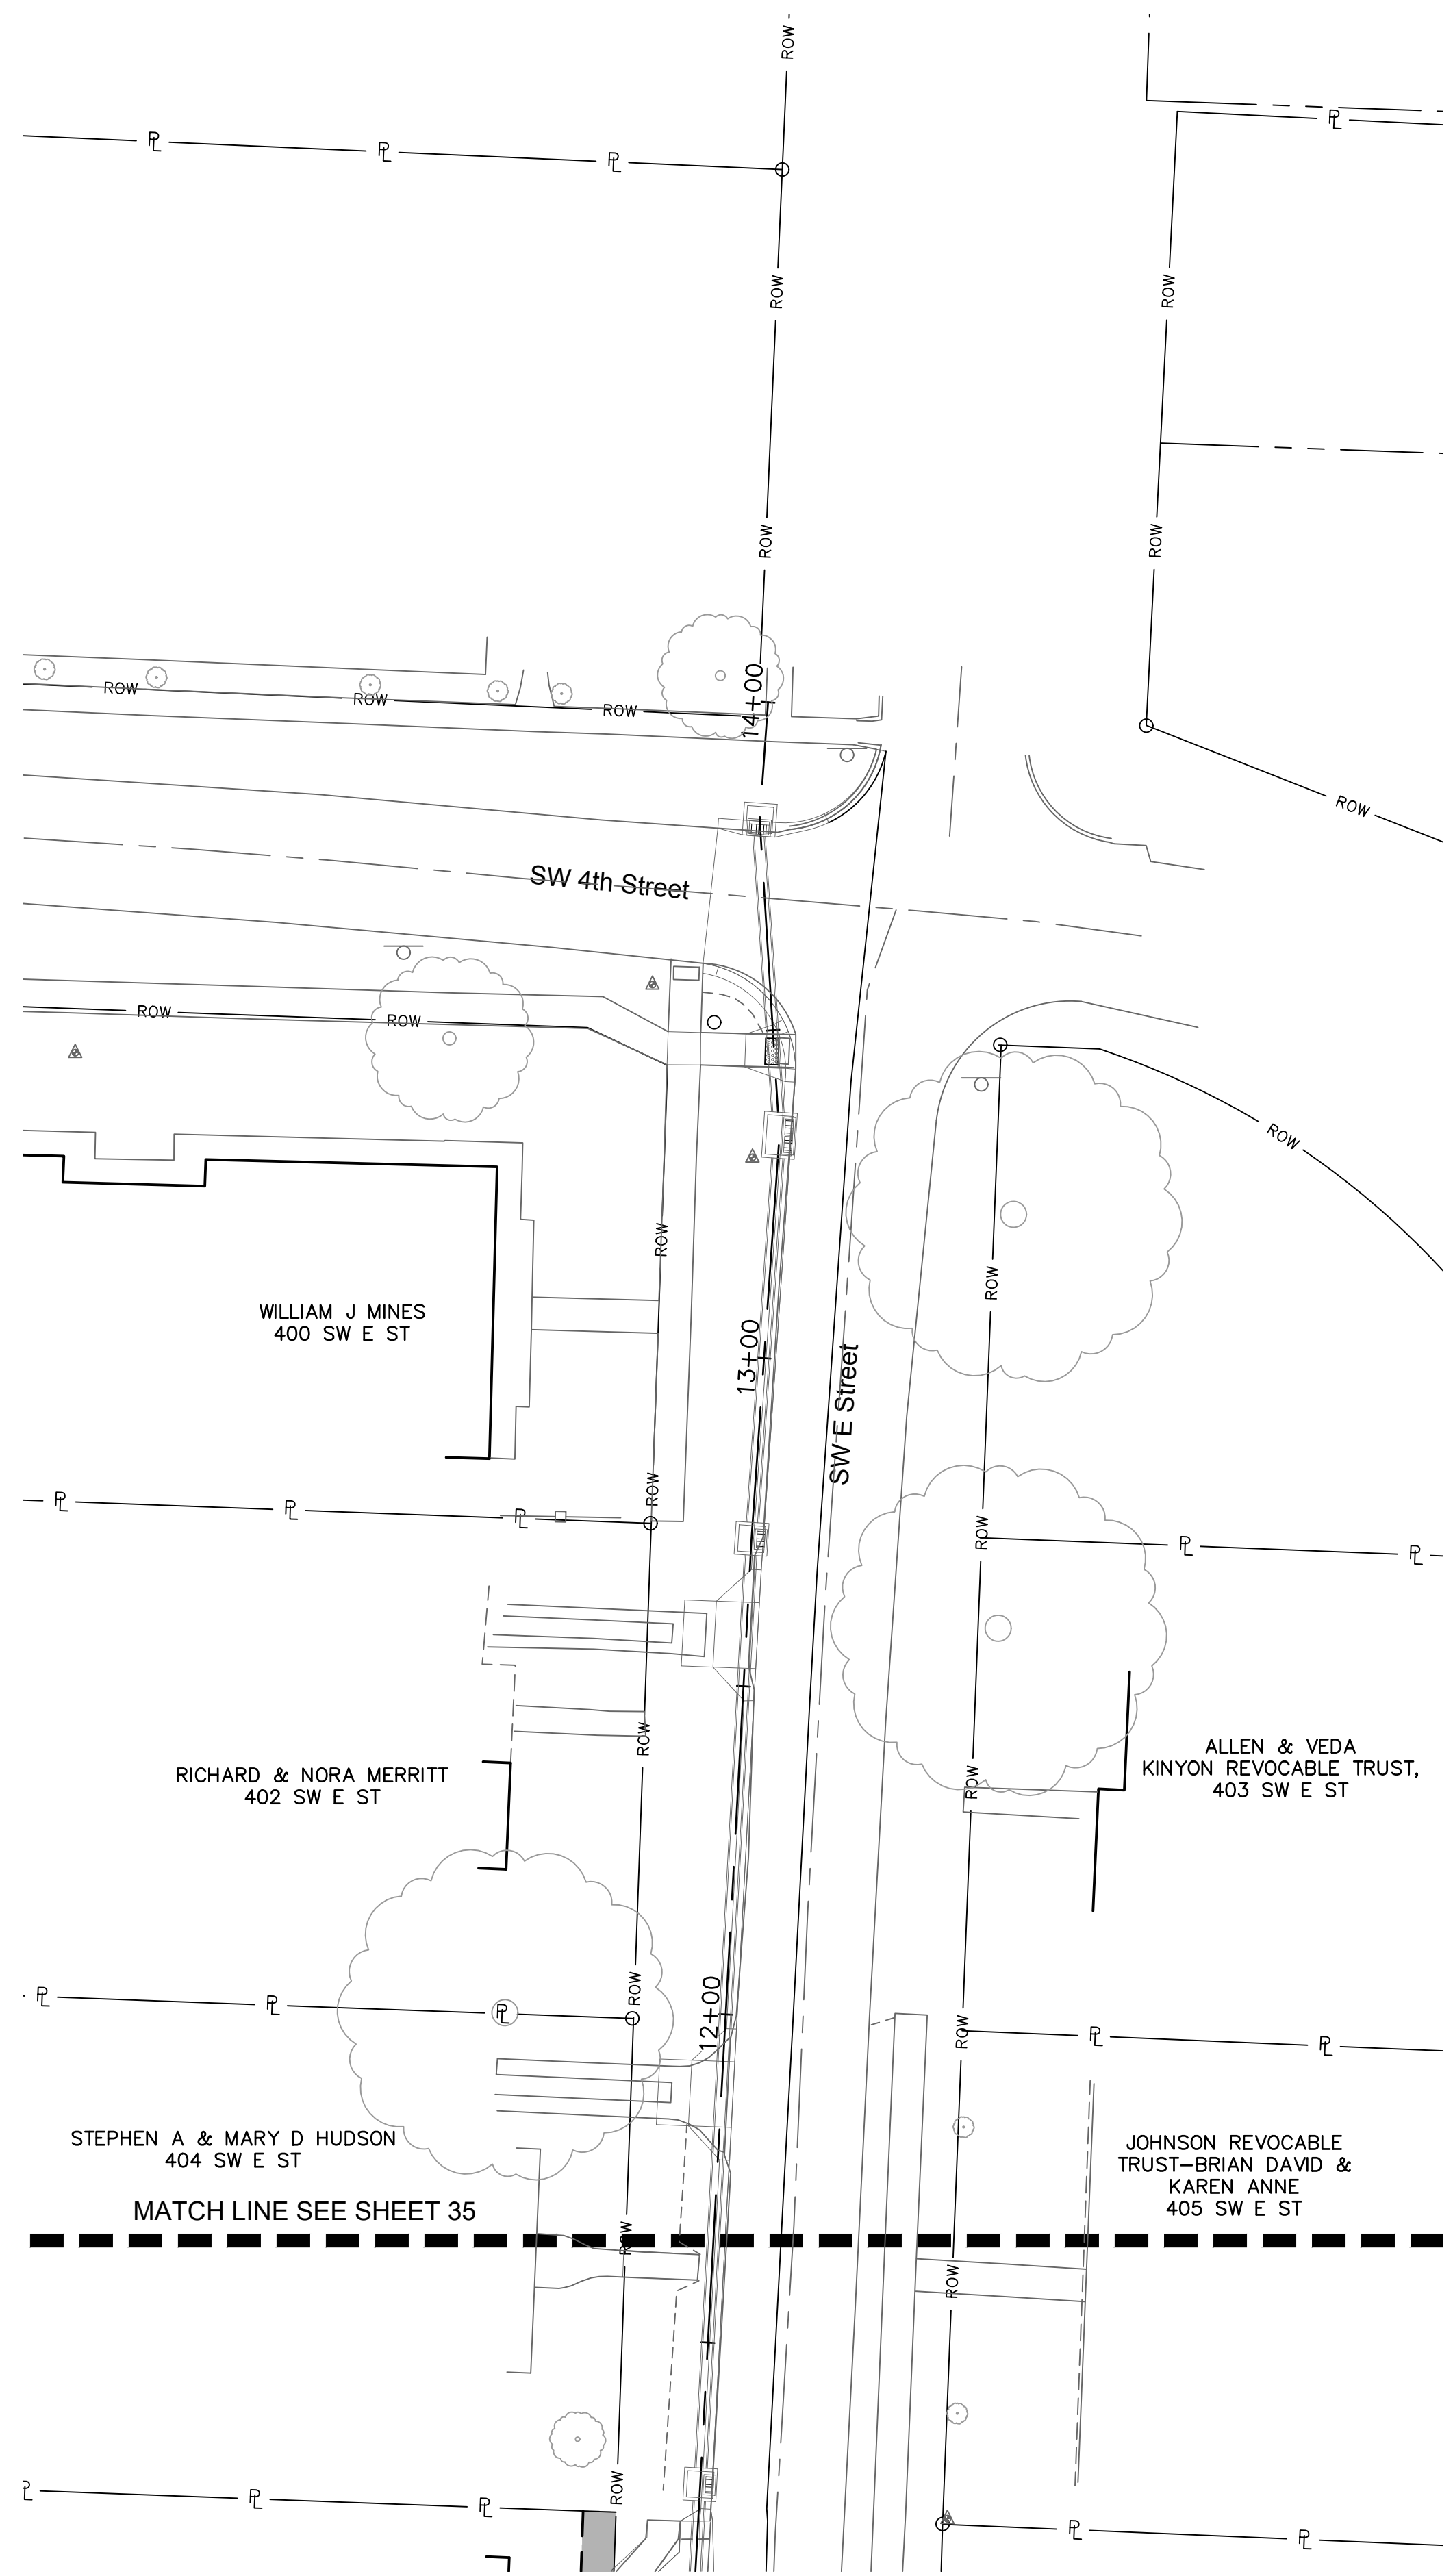 ROW
PL
PL
PL
PL
ROW
ROW
ROW
ROW
14+00
ROW
ROW
ROW
ROW
SW 4th Street
ROW
ROW
ROW
ROW
ROW
WILLIAM J MINES
400 SW E ST
13+00
SW E Street
PL
PL
PL
ROW
ROW
PL
PL
ROW
ROW
RICHARD & NORA MERRITT
402 SW E ST
ALLEN & VEDA
KINYON REVOCABLE TRUST,
403 SW E ST
PL
PL
PL
ROW
12+00
ROW
PL
PL
STEPHEN A & MARY D HUDSON
404 SW E ST
JOHNSON REVOCABLE
TRUST-BRIAN DAVID &
KAREN ANNE
405 SW E ST
MATCH LINE SEE SHEET 35
ROW
ROW
PL
PL
PL
ROW
PL
PL